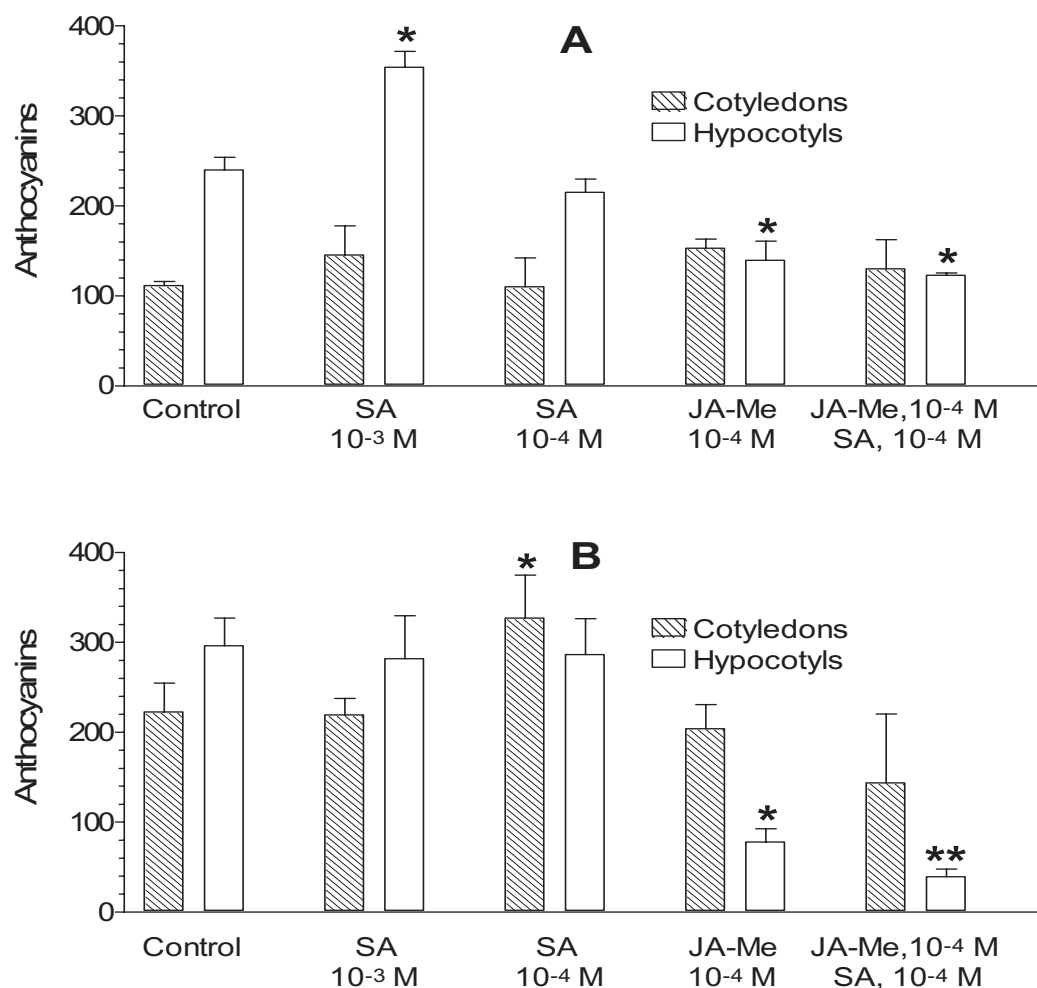 400
*
A
Cotyledons
Hypocotyls
300
Anthocyanins
200
*
*
100
0
Control SA SA JA-Me JA-Me,10-4 M
10-3 M 10-4 M 10-4 M SA, 10-4 M
400
*
B
Cotyledons
Hypocotyls
300
Anthocyanins
200
*
**
100
0
Control SA SA JA-Me JA-Me,10-4 M
10-3 M 10-4 M 10-4 M SA, 10-4 M